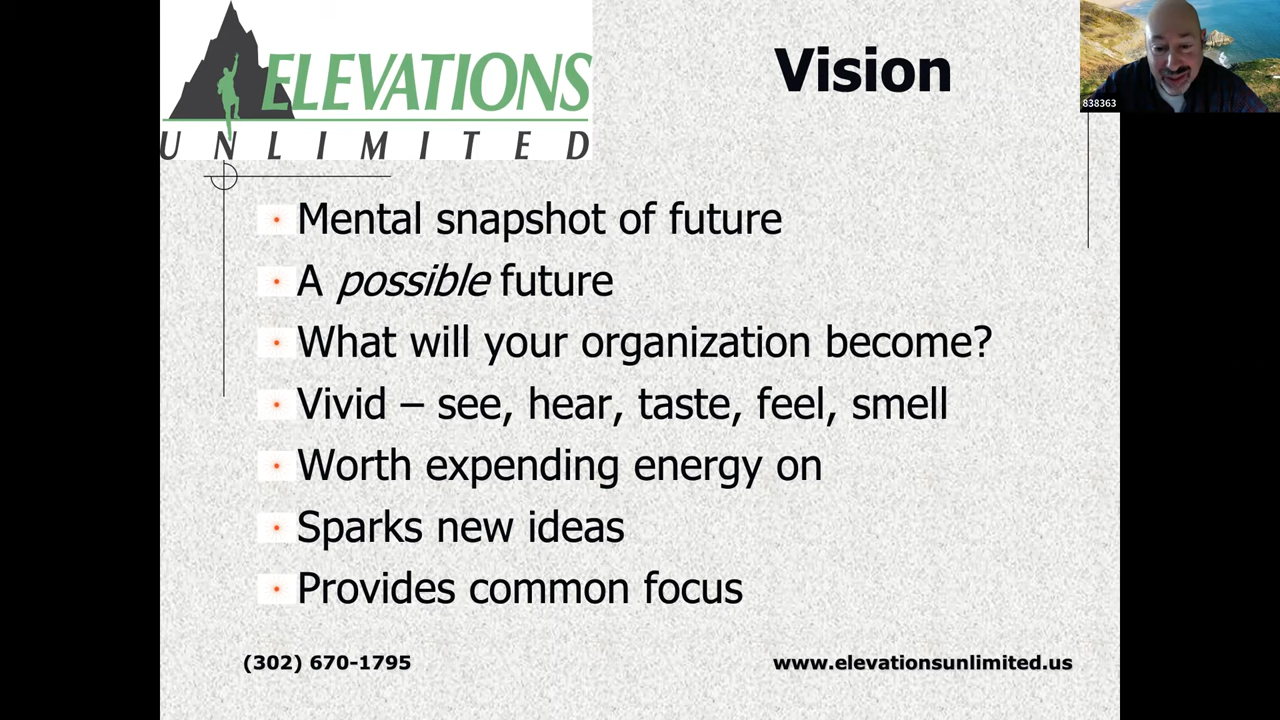 ELEVATIONS
UNLIMITED
Vision
838363
Mental snapshot of future
A possible future
What will your organization become?
Vivid – see, hear, taste, feel, smell
Worth expending energy on
Sparks new ideas
Provides common focus
(302) 670-1795
www.elevationsunlimited.us